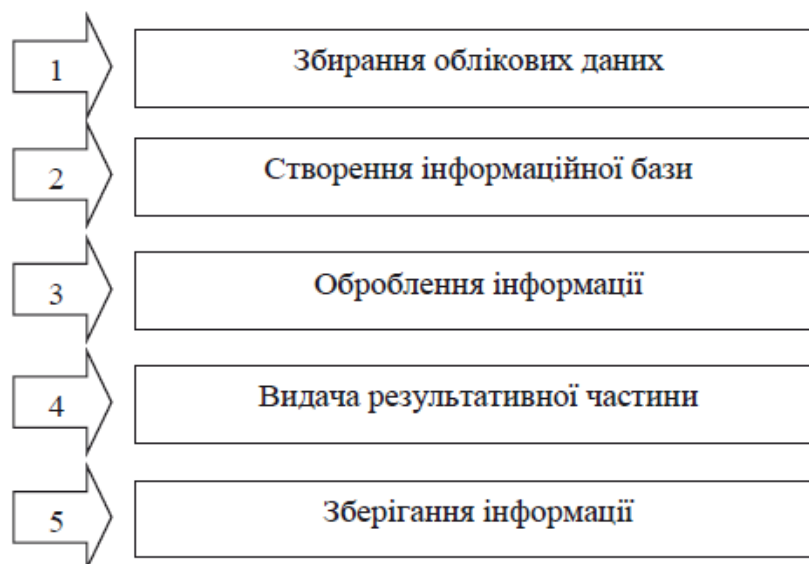 1 Збирання облікових даних
2 Створення інформаційної бази
3 Оброблення інформації
4 Видача результативної частини
5 Зберігання інформації